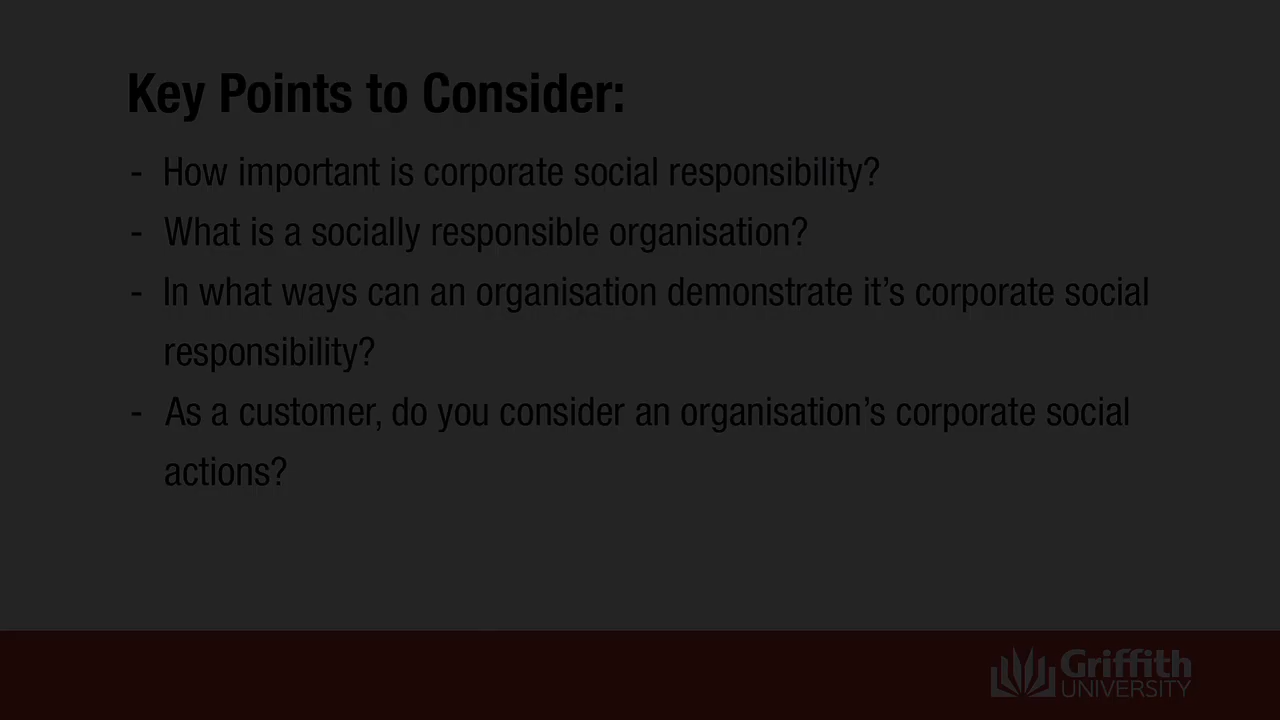 Key Points to Consider:
- How important is corporate social responsibility?
- What is a socially responsible organisation?
- In what ways can an organisation demonstrate it’s corporate social
responsibility?
- As a customer, do you consider an organisation’s corporate social
actions?
Griffith
UNIVERSITY